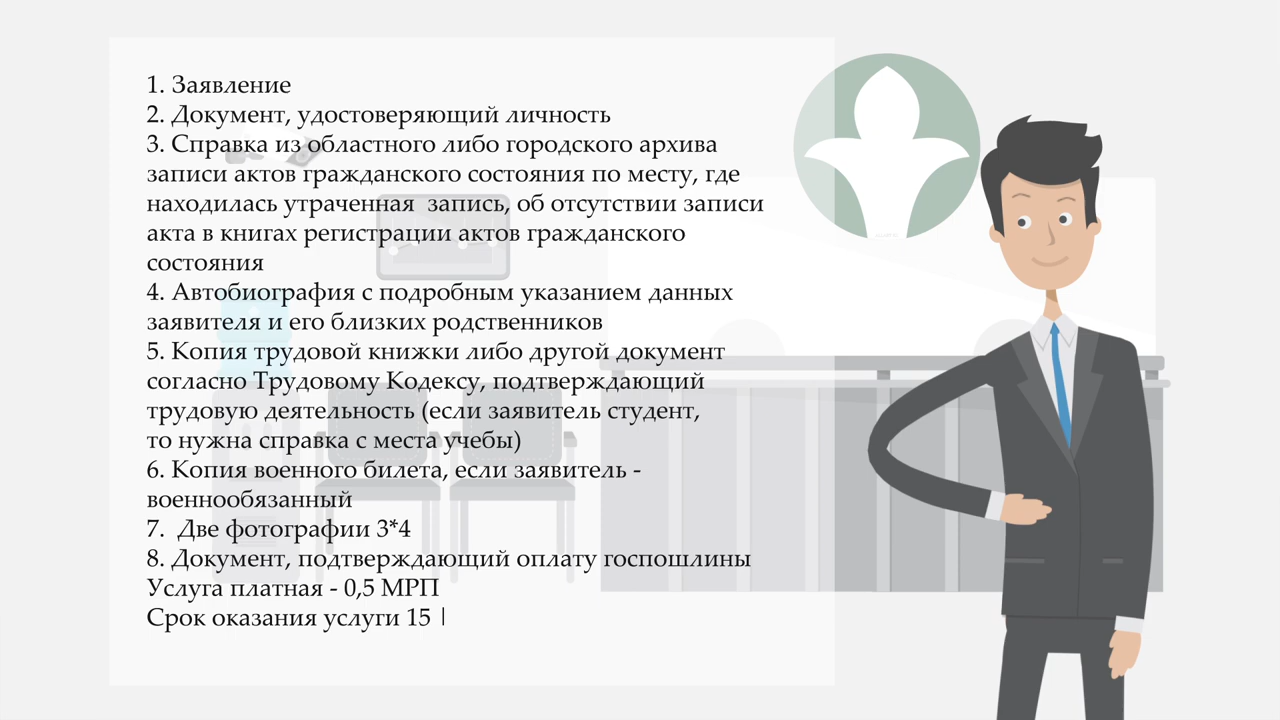 1. Заявление
2. Документ, удостоверяющий личность
3. Справка из областного либо городского архива
записи актов гражданского состояния по месту, где
находилась утраченная  запись, об отсутствии записи
акта в книгах регистрации актов гражданского
состояния
4. Автобиография с подробным указанием данных
заявителя и его близких родственников
5. Копия трудовой книжки либо другой документ
согласно Трудовому Кодексу, подтверждающий
трудовую деятельность (если заявитель студент,
то нужна справка с места учебы)
6. Копия военного билета, если заявитель -
военнообязанный
7.  Две фотографии 3*4
8. Документ, подтверждающий оплату госпошлины
Услуга платная - 0,5 МРП
Срок оказания услуги 15 |